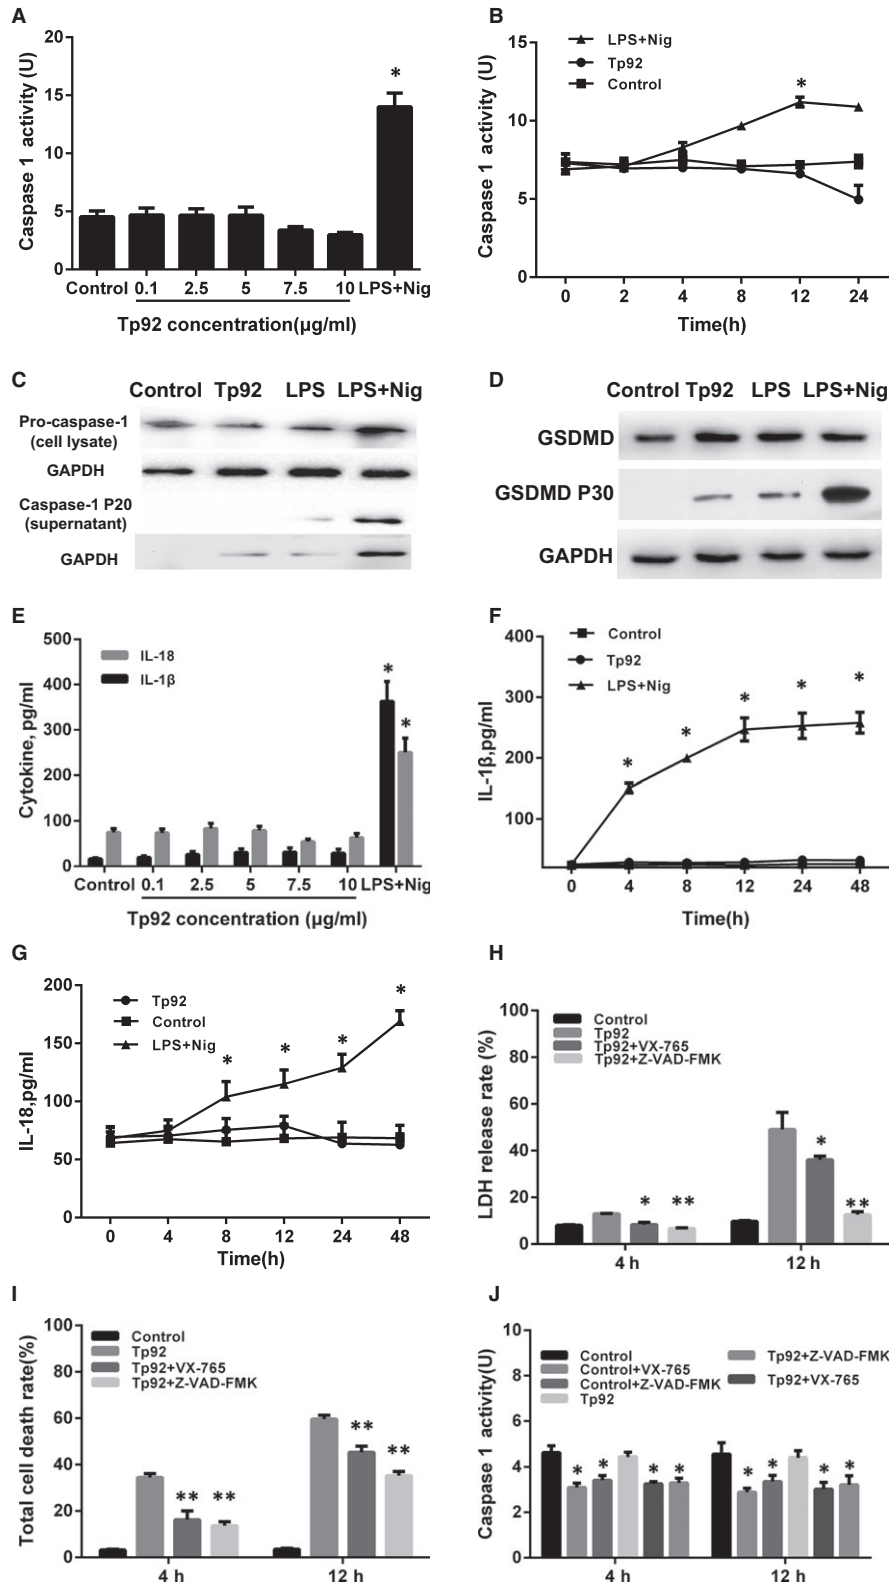 A
Caspase 1 activity (U)
20
15
10
5
0
*
Control 0.1 2.5 5 7.5 10 LPS+Nig
Tp92 concentration(μg/ml)
B
Caspase 1 activity (U)
15
10
5
0
LPS+Nig
Tp92
Control
*
0 2 4 8 12 24
Time(h)
C
Control Tp92 LPS LPS+Nig
Pro-caspase-1
(cell lysate)
GAPDH
Caspase-1 P20
(supernatant)
GAPDH
D
Control Tp92 LPS LPS+Nig
GSDMD
GSDMD P30
GAPDH
E
Cytokine, pg/ml
500
400
300
200
100
0
IL-18
IL-1β
*
*
Control 0.1 2.5 5 7.5 10 LPS+Nig
Tp92 concentration (μg/ml)
F
IL-1β,pg/ml
400
300
200
100
Control
Tp92
LPS+Nig
* * * * *
0 4 8 12 24 48
Time(h)
G
IL-18,pg/ml
200
150
100
50
0
Tp92
Control
LPS+Nig
* * * *
0 4 8 12 24 48
Time(h)
H
LDH release rate (%)
100
80
60
40
20
0
Control
Tp92
Tp92+VX-765
Tp92+Z-VAD-FMK
* ** * **
4 h 12 h
I
Total cell death rate(%)
100
80
60
40
20
0
Control
Tp92
Tp92+VX-765
Tp92+Z-VAD-FMK
** ** ** **
4 h 12 h
J
Caspase 1 activity(U)
10
8
6
4
2
0
Control
Control+VX-765
Control+Z-VAD-FMK
Tp92
Tp92+Z-VAD-FMK
Tp92+VX-765
* * * * * * * *
4 h 12 h